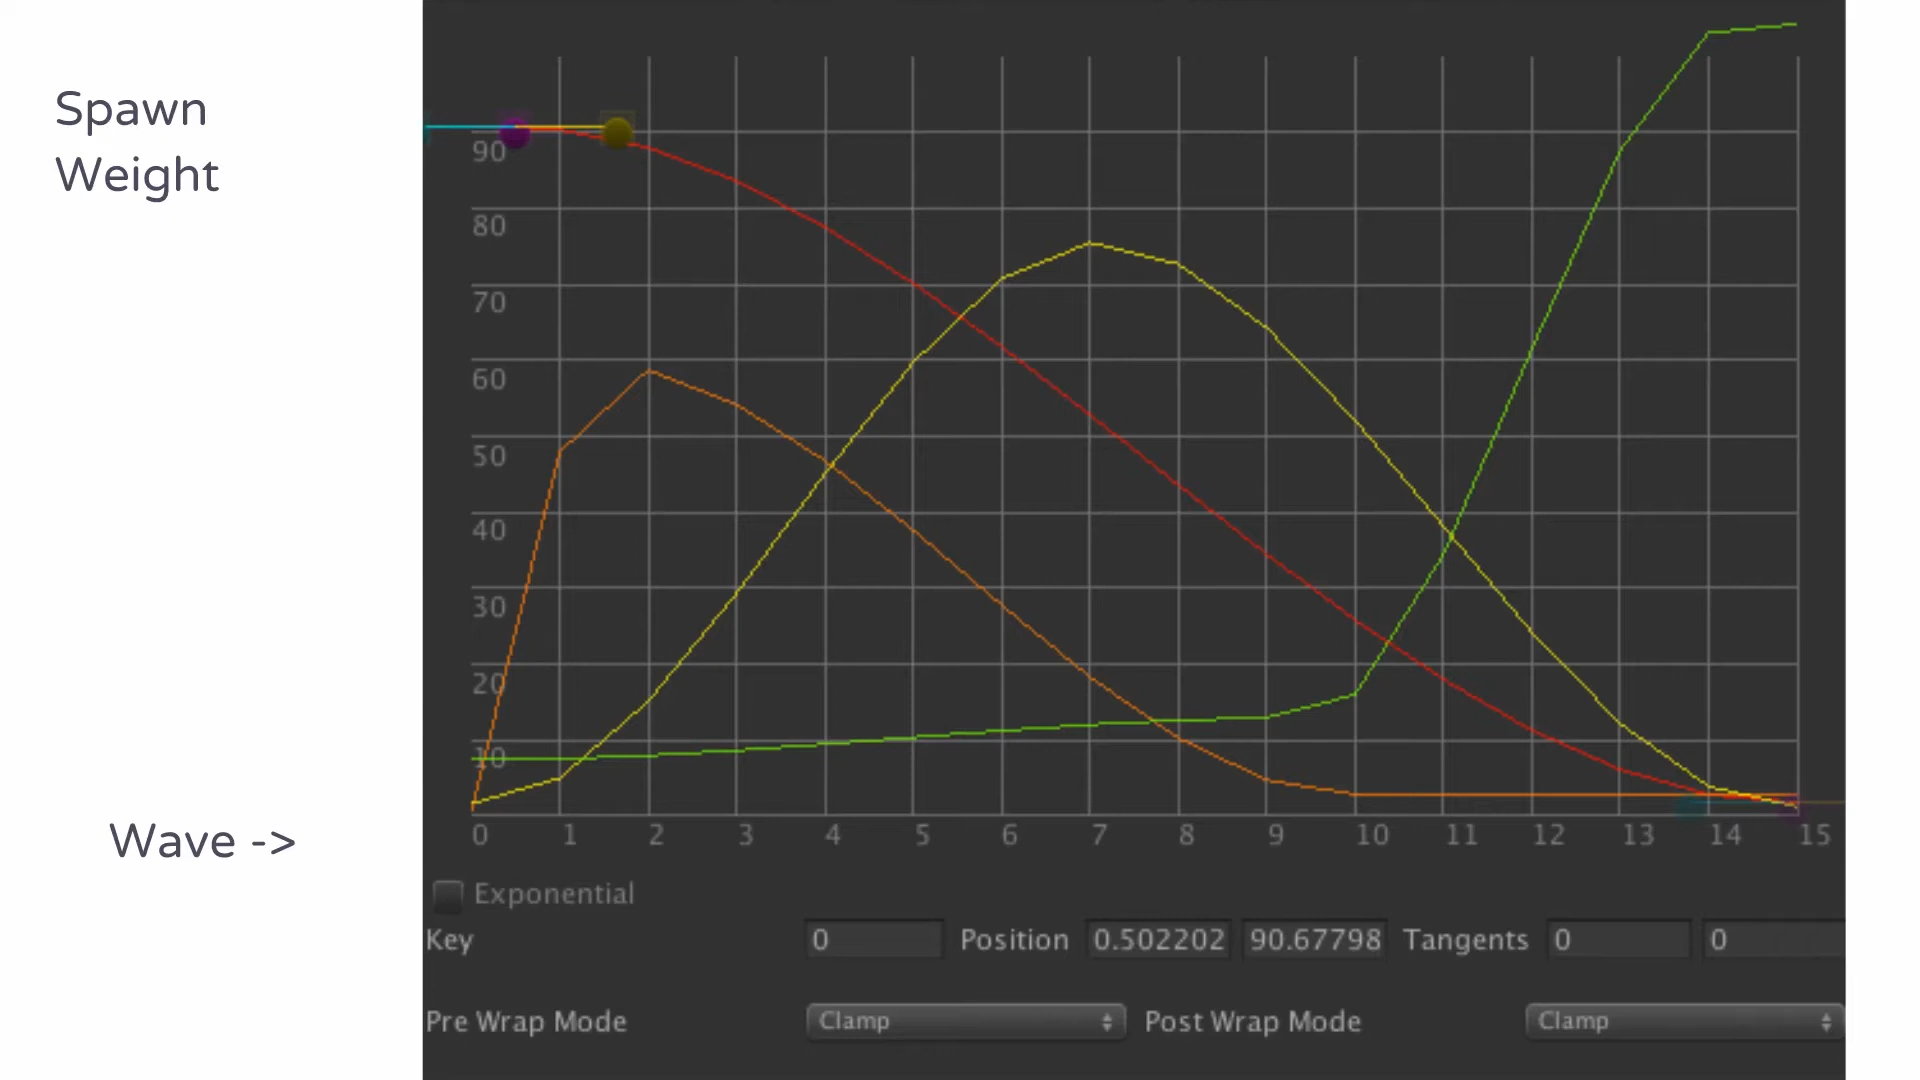 Spawn
Weight
90
80
70
60
50
40
30
20
10
Wave ->
0 1 2 3 4 5 6 7 8 9 10 11 12 13 14 15
Exponential
Key 0 Position 0.502202 90.67798 Tangents 0 0
Pre Wrap Mode Clamp Post Wrap Mode Clamp